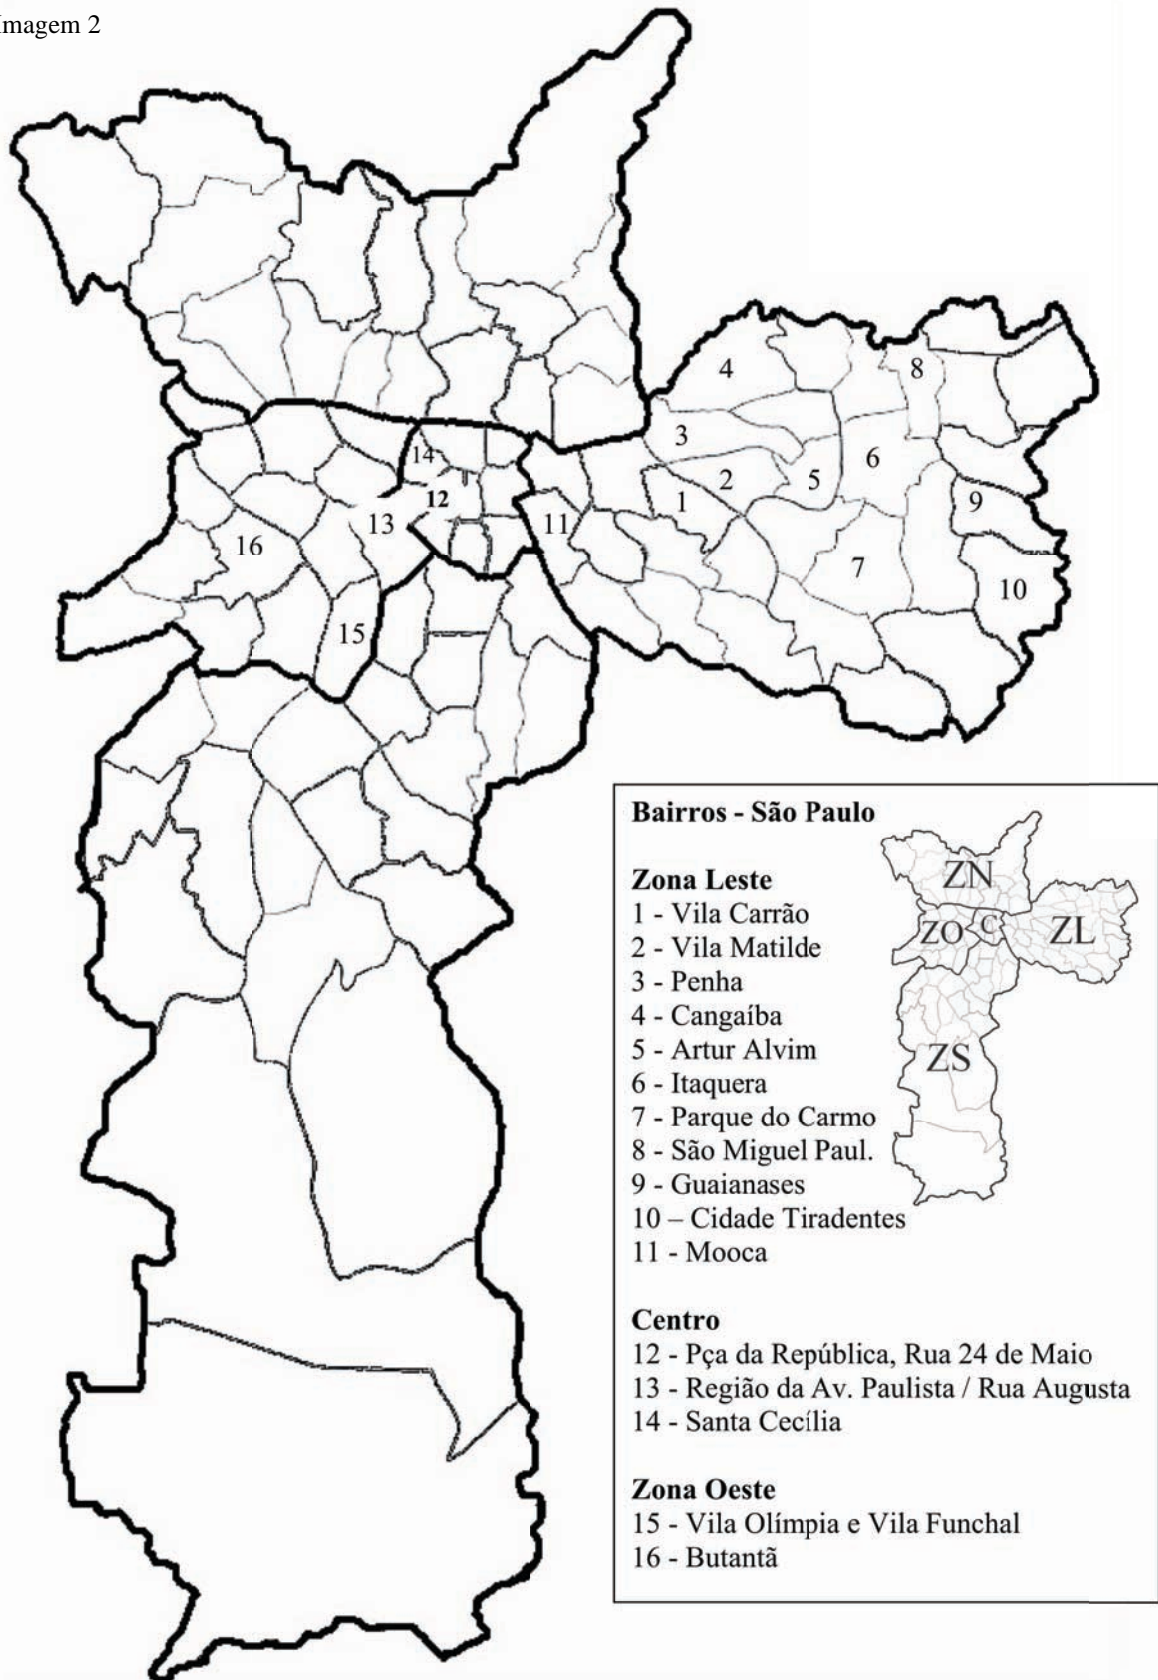 Imagem 2
4
8
3
6
14
2
5
12
1
9
13
11
16
7
10
15
Bairros - São Paulo
Zona Leste
1 - Vila Carrão
2 - Vila Matilde
3 - Penha
4 - Cangaíba
5 - Artur Alvim
6 - Itaquera
7 - Parque do Carmo
8 - São Miguel Paul.
9 - Guaianases
10 – Cidade Tiradentes
11 - Mooca
Centro
12 - Pça da República, Rua 24 de Maio
13 - Região da Av. Paulista / Rua Augusta
14 - Santa Cecília
Zona Oeste
15 - Vila Olímpia e Vila Funchal
16 - Butantã
ZN
ZO
C
ZL
ZS